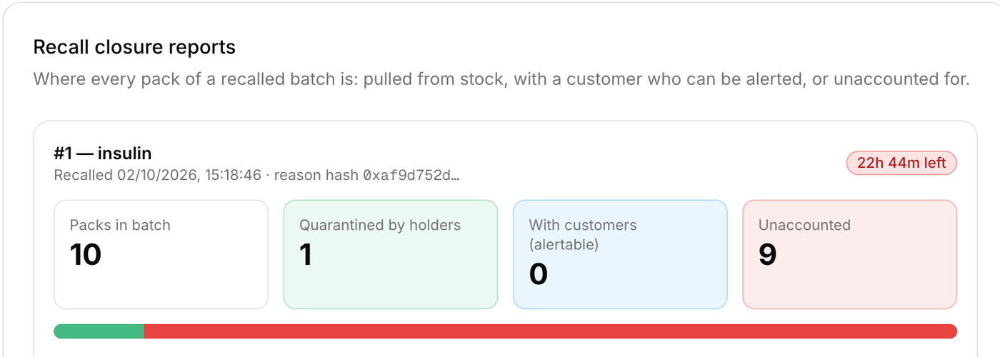 Recall closure reports
Where every pack of a recalled batch is: pulled from stock, with a customer who can be alerted, or unaccounted for.
#1 — insulin
22h 44m left
Recalled 02/10/2026, 15:18:46 · reason hash 0xaf9d752d…
Packs in batch
10
Quarantined by holders
1
With customers
(alertable)
0
Unaccounted
9